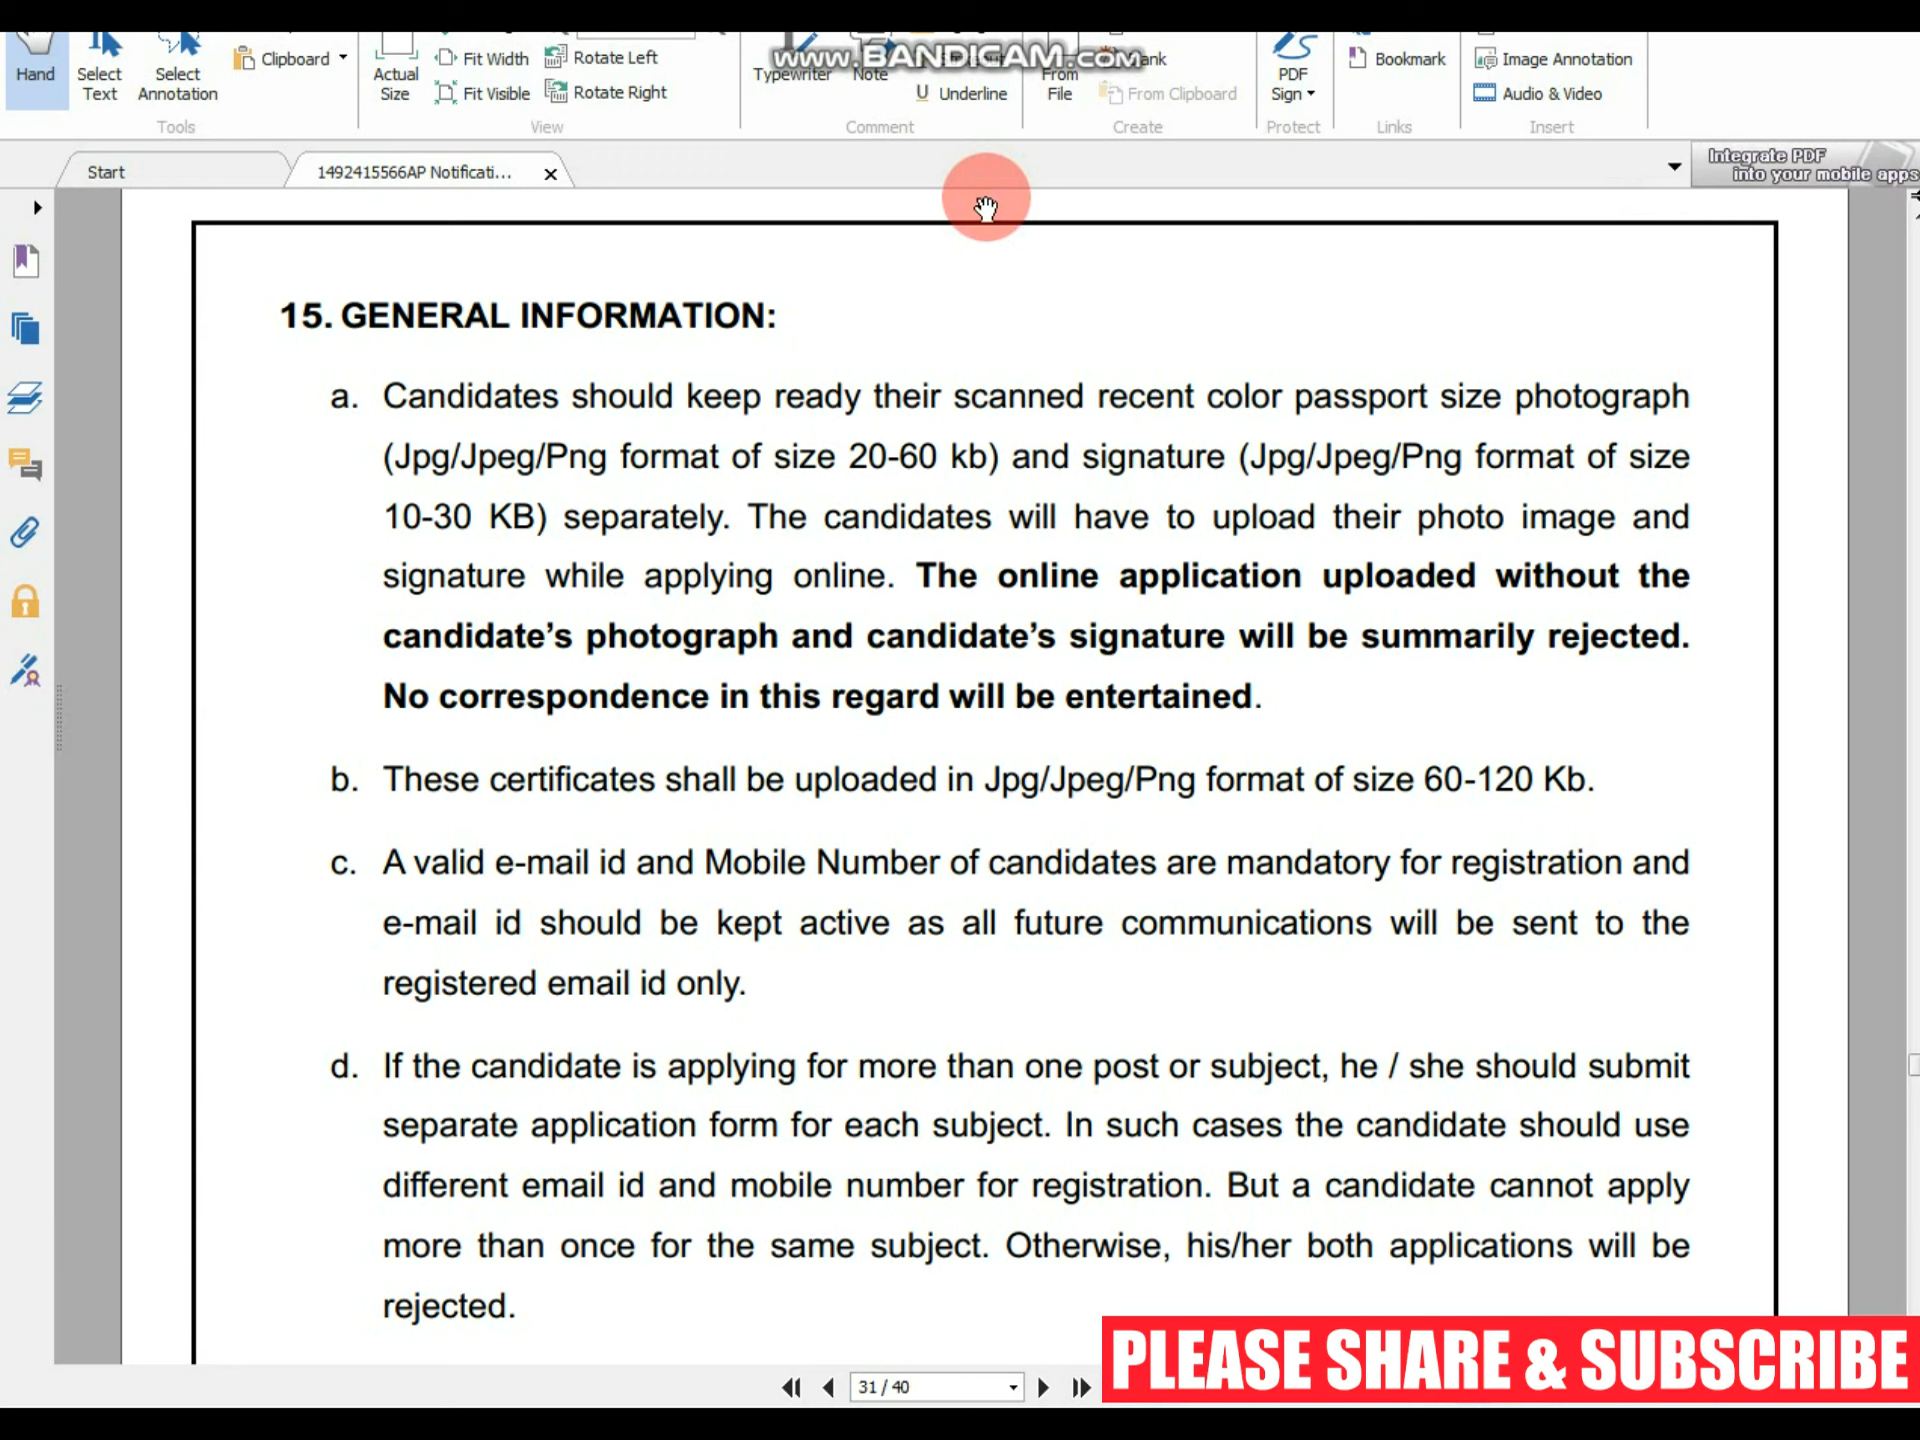 www.BANDICAM.com
Hand
Select
Text
Select
Annotation
Clipboard
Actual
Size
Fit Width
Fit Visible
Rotate Left
Rotate Right
Typewriter
Note
Underline
From
File
From Clipboard
PDF
Sign
Bookmark
Image Annotation
Audio & Video
Tools
View
Comment
Create
Protect
Links
Insert
Start
1492415566AP Notificati...
Integrate PDF
into your mobile apps
15. GENERAL INFORMATION:
a. Candidates should keep ready their scanned recent color passport size photograph
(Jpg/Jpeg/Png format of size 20-60 kb) and signature (Jpg/Jpeg/Png format of size
10-30 KB) separately. The candidates will have to upload their photo image and
signature while applying online. The online application uploaded without the
candidate’s photograph and candidate’s signature will be summarily rejected.
No correspondence in this regard will be entertained.
b. These certificates shall be uploaded in Jpg/Jpeg/Png format of size 60-120 Kb.
c. A valid e-mail id and Mobile Number of candidates are mandatory for registration and
e-mail id should be kept active as all future communications will be sent to the
registered email id only.
d. If the candidate is applying for more than one post or subject, he / she should submit
separate application form for each subject. In such cases the candidate should use
different email id and mobile number for registration. But a candidate cannot apply
more than once for the same subject. Otherwise, his/her both applications will be
rejected.
31 / 40
PLEASE SHARE & SUBSCRIBE